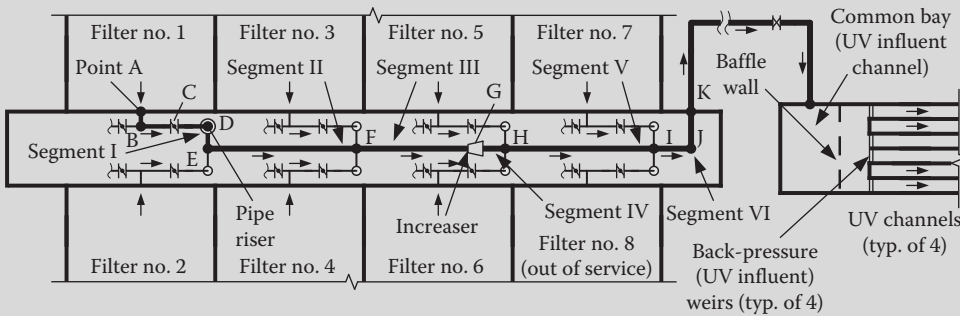 Filter no. 1
Filter no. 3
Filter no. 5
Filter no. 7
Common bay
(UV influent
channel)
Baffle
wall
Point A
C
Segment II
Segment III
G
Segment V
K
B
D
F
H
I
J
Segment I
E
Pipe
riser
Increaser
Segment IV
Segment VI
UV channels
(typ. of 4)
Back-pressure
(UV influent)
weirs (typ. of 4)
Filter no. 2
Filter no. 4
Filter no. 6
Filter no. 8
(out of service)